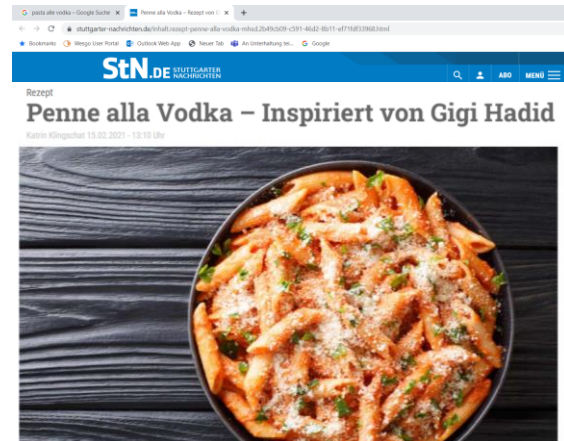 pasta alle vodka – Google Suche
Penne alla Vodka – Rezept von G
stuttgarter-nachrichten.de/inhalt.rezept-penne-alla-vodka-mhsd.2b49cb09-c591-46d2-8b11-ef71fdf33968.html
Bookmarks Wesgo User Portal Outlook Web App Neuer Tab An Unterhaltung tei... Google
StN.DE STUTTGARTER NACHRICHTEN
ABO MENÜ
Rezept
Penne alla Vodka – Inspiriert von Gigi Hadid
Katrin Klingschat 15.02.2021 - 13:10 Uhr